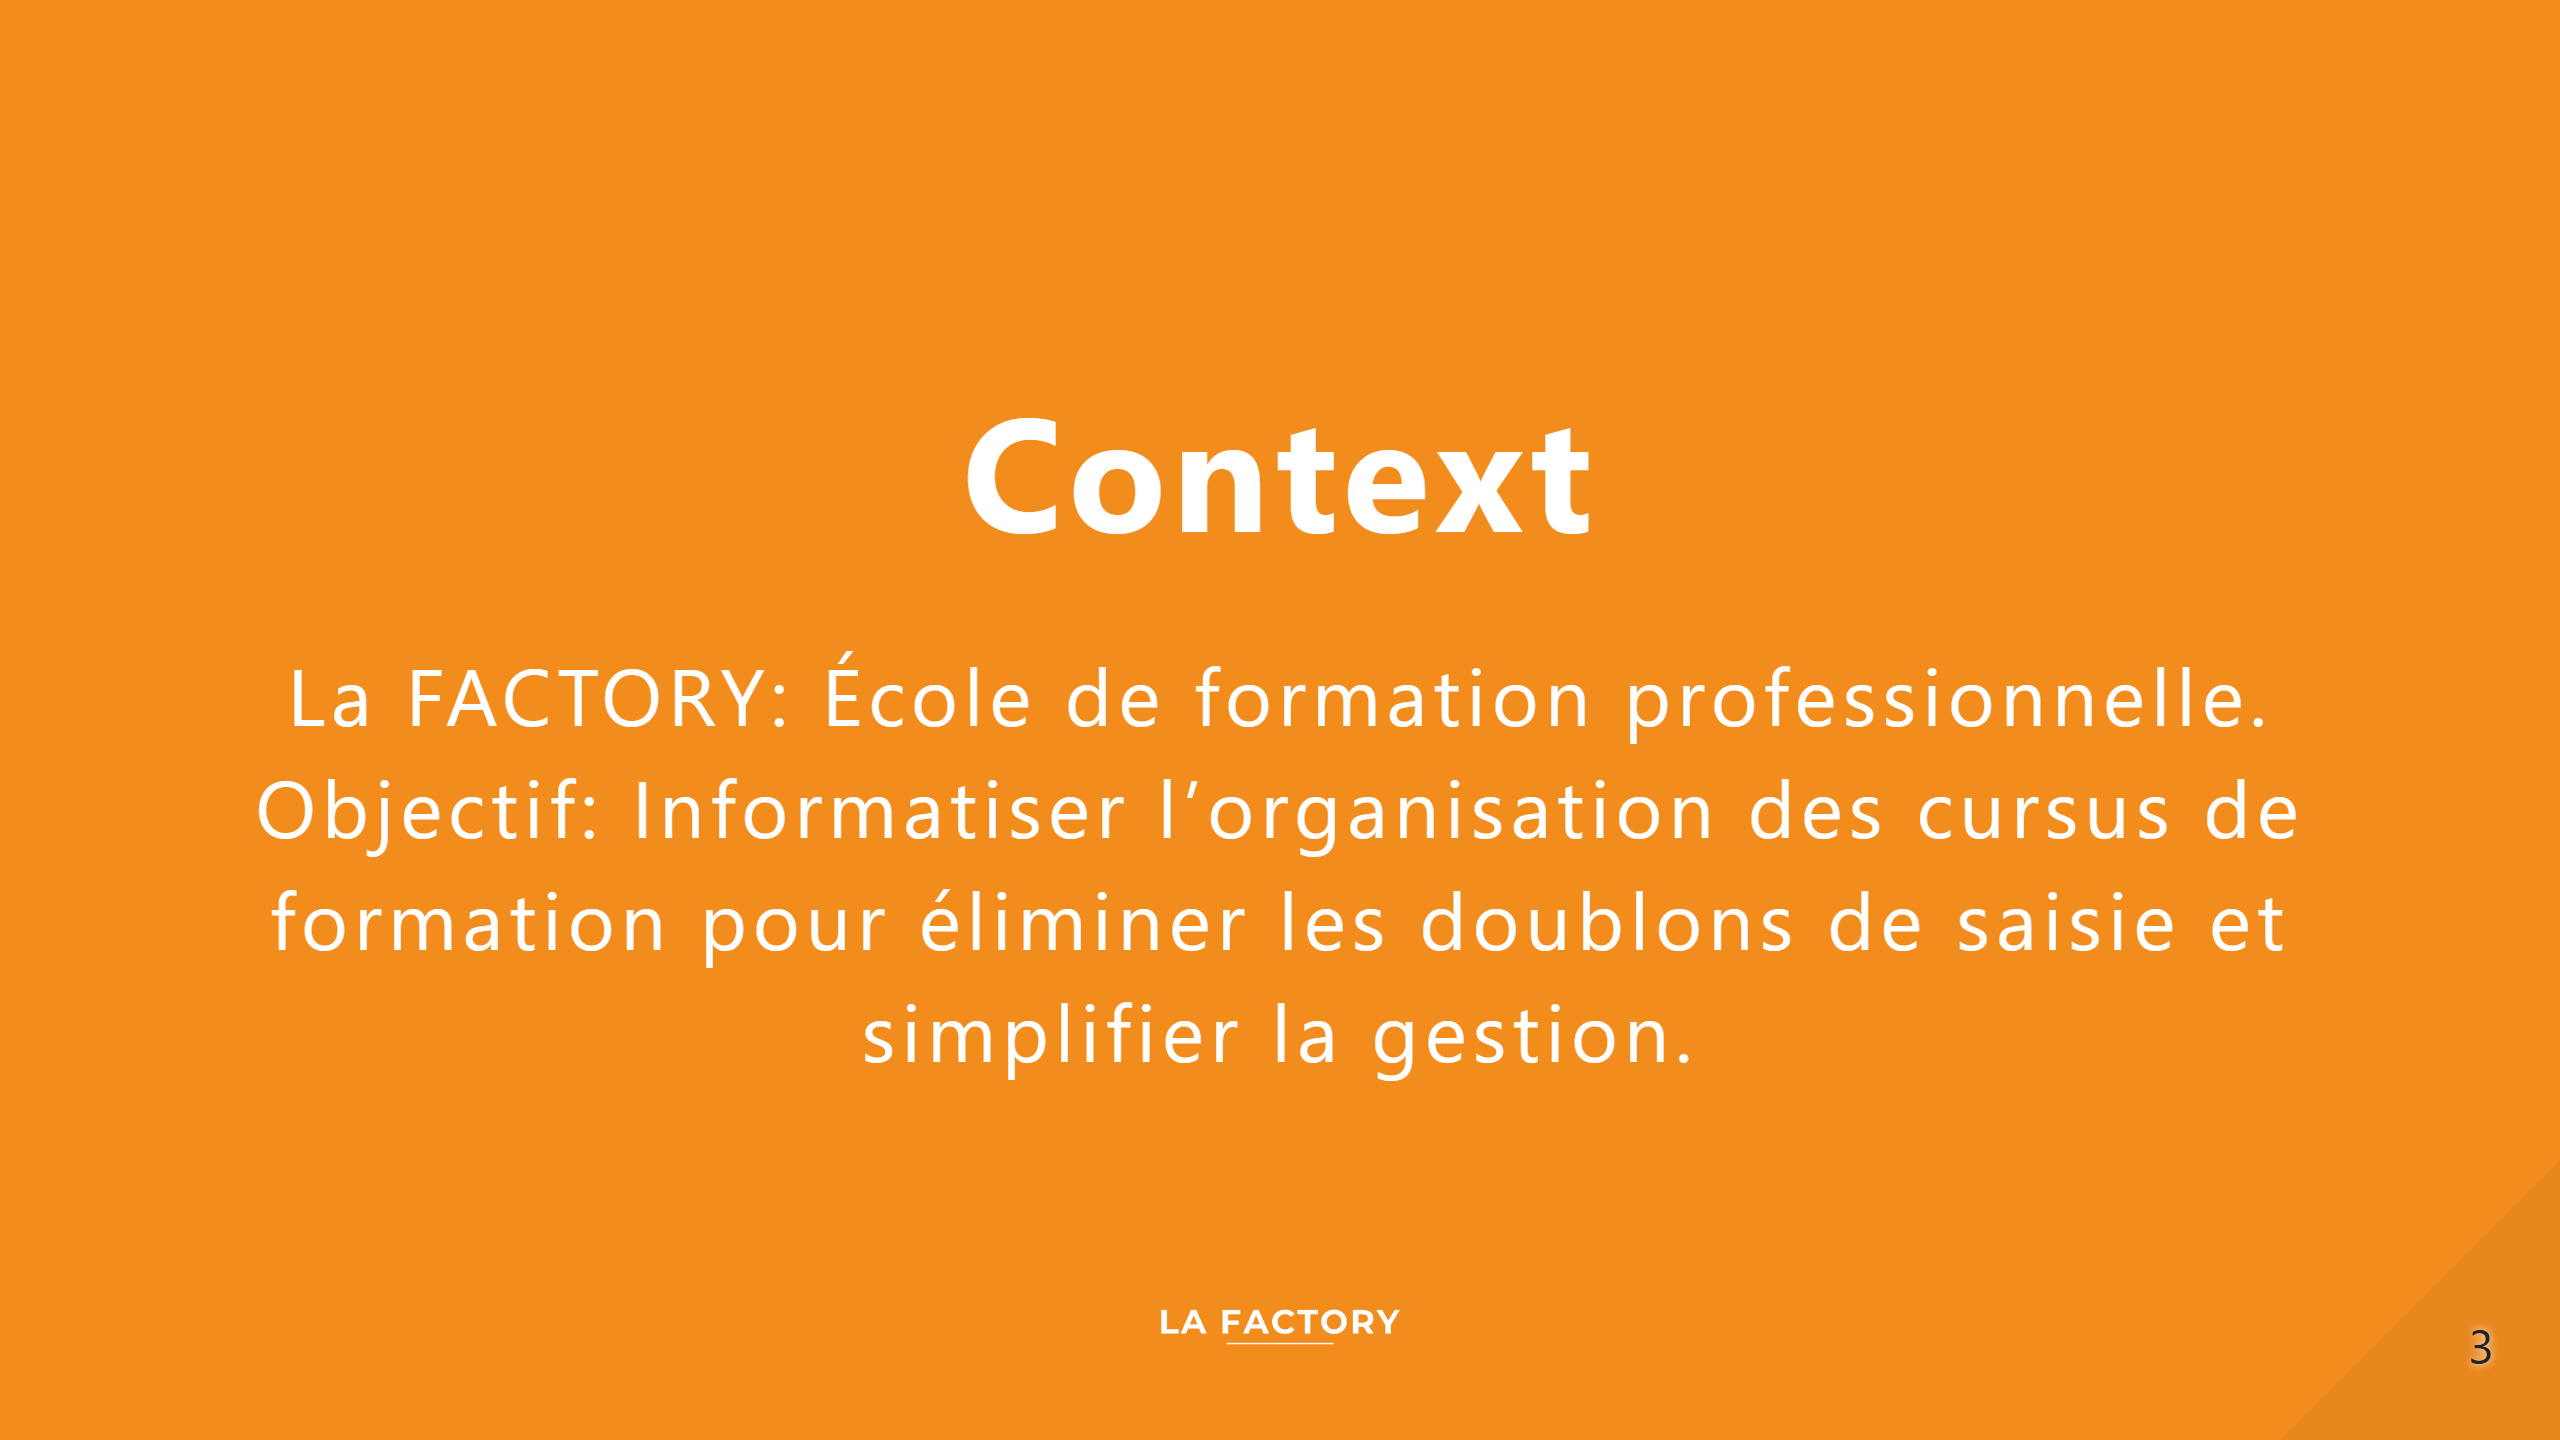 Context
La FACTORY: École de formation professionnelle.
Objectif: Informatiser l’organisation des cursus de
formation pour éliminer les doublons de saisie et
simplifier la gestion.
LA FACTORY
3